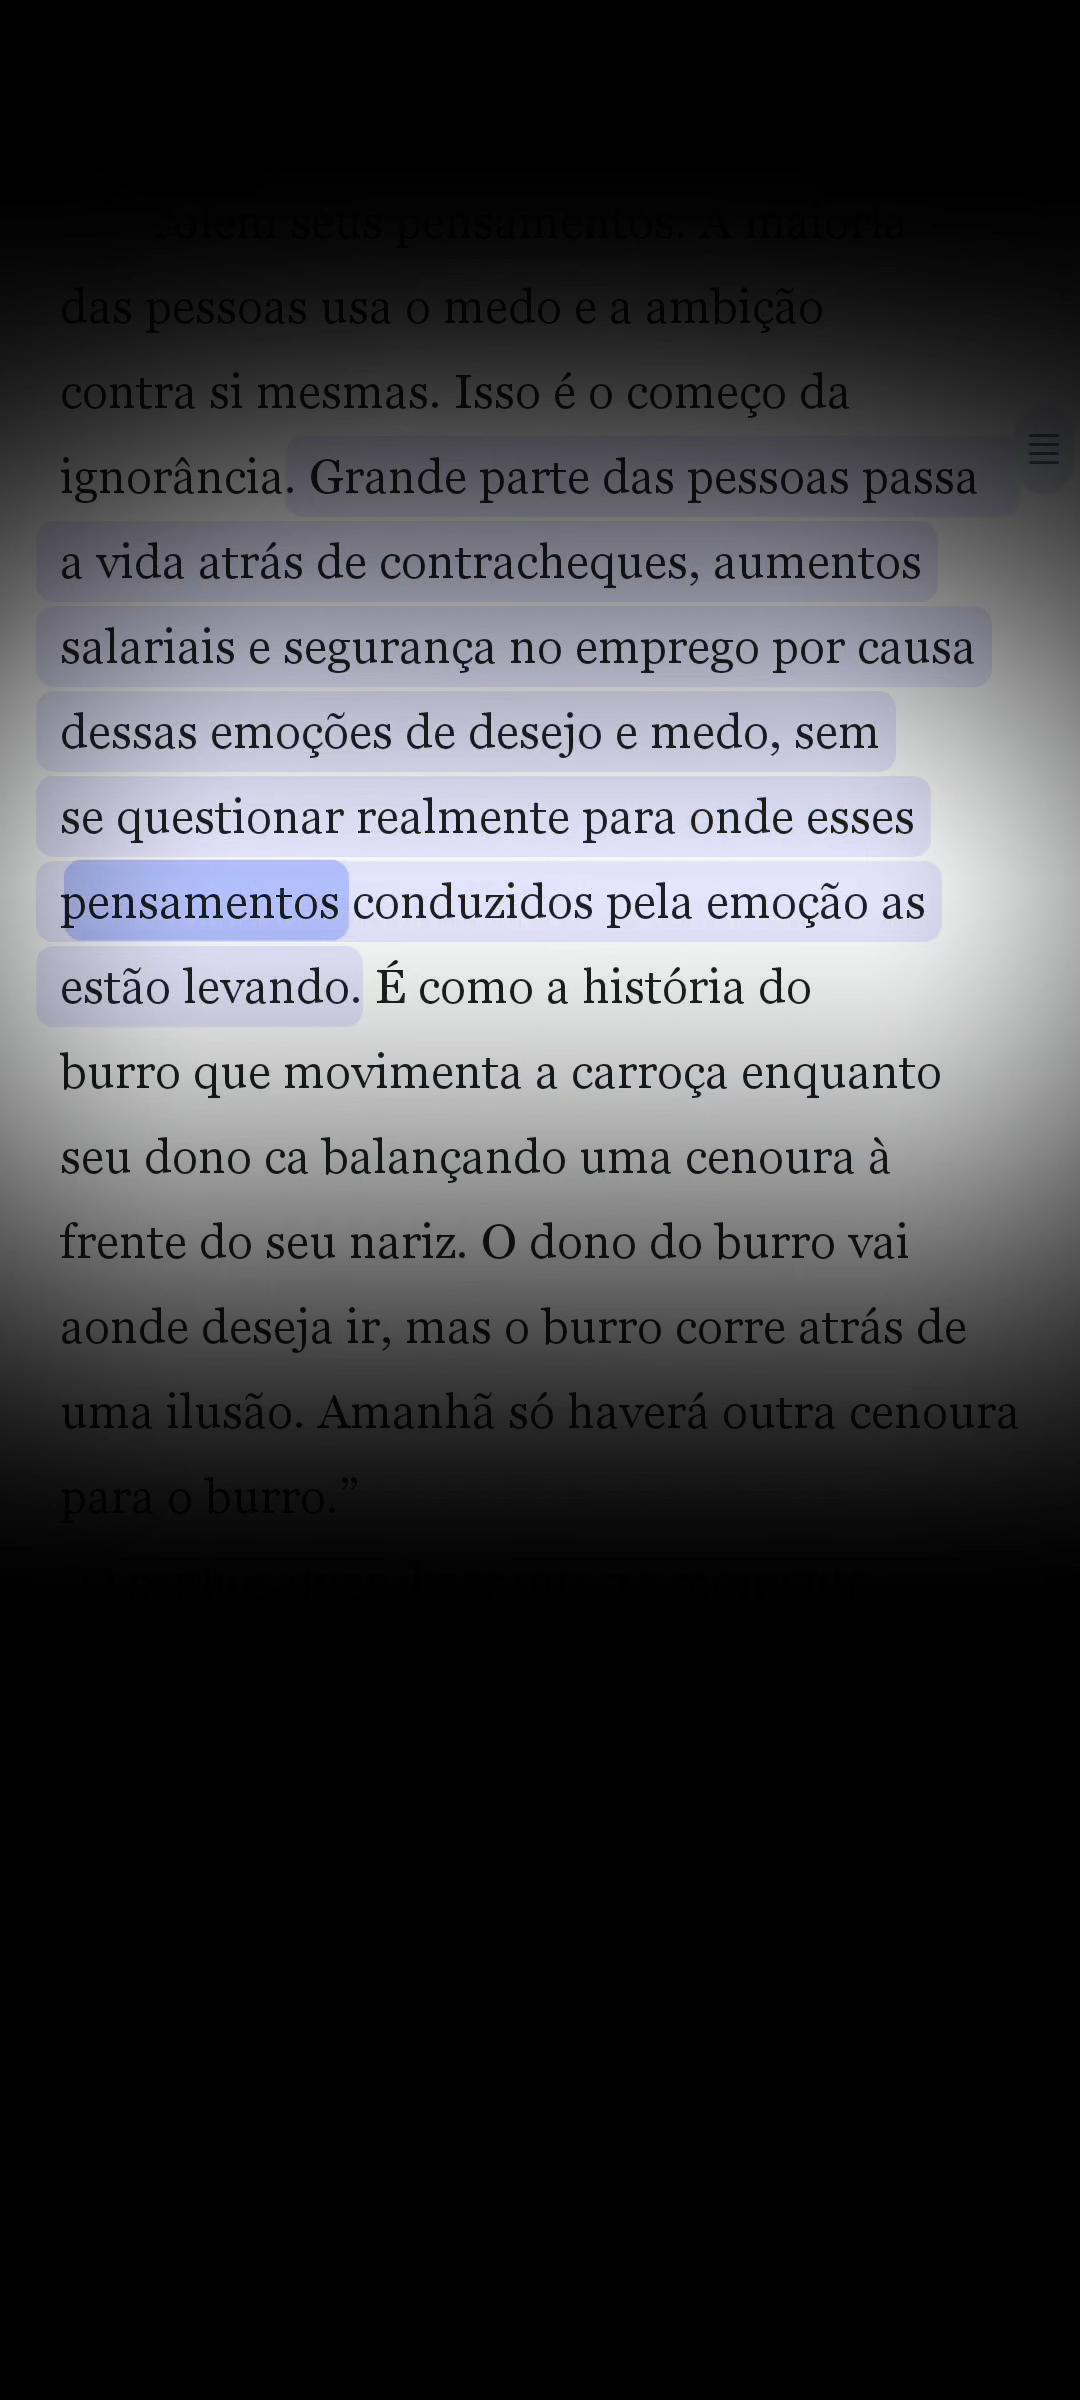 seus pensamentos. A maioria
das pessoas usa o medo e a ambição
contra si mesmas. Isso é o começo da
ignorância. Grande parte das pessoas passa
a vida atrás de contracheques, aumentos
salariais e segurança no emprego por causa
dessas emoções de desejo e medo, sem
se questionar realmente para onde esses
pensamentos conduzidos pela emoção as
estão levando. É como a história do
burro que movimenta a carroça enquanto
seu dono ca balançando uma cenoura à
frente do seu nariz. O dono do burro vai
aonde deseja ir, mas o burro corre atrás de
uma ilusão. Amanhã só haverá outra cenoura
para o burro.”